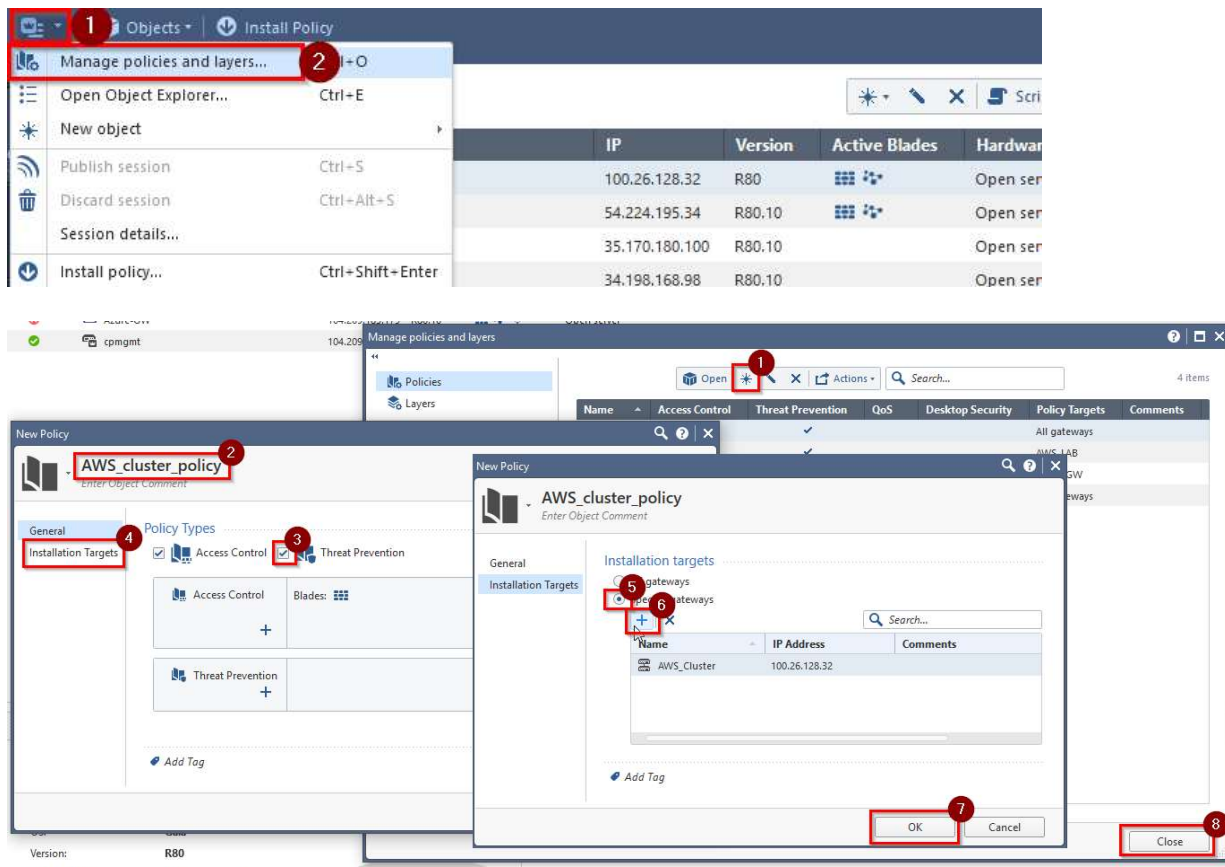 1 Objects Install Policy
Manage policies and layers... 2 l+O
Open Object Explorer... Ctrl+E
New object
Publish session Ctrl+S
Discard session Ctrl+Alt+S
Session details...
Install policy... Ctrl+Shift+Enter
Scri
IP Version Active Blades Hardwar
100.26.128.32 R80 Open ser
54.224.195.34 R80.10 Open ser
35.170.180.100 R80.10 Open ser
34.198.168.98 R80.10 Open ser
cpmgmt 104.209
Manage policies and layers
Policies
Layers
1
Open Actions Search... 4 items
Name Access Control Threat Prevention QoS Desktop Security Policy Targets Comments
All gateways
AWS_LAB
GW
eways
New Policy
AWS_cluster_policy 2
Enter Object Comment
General
4
Installation Targets
Policy Types
3
Access Control Threat Prevention
Access Control Blades:
Threat Prevention
Add Tag
New Policy
AWS_cluster_policy
Enter Object Comment
General
Installation Targets
Installation targets
gateways
5
gateways
6
Search...
Name IP Address Comments
AWS_Cluster 100.26.128.32
Add Tag
7
OK Cancel
8
Close
Version: R80